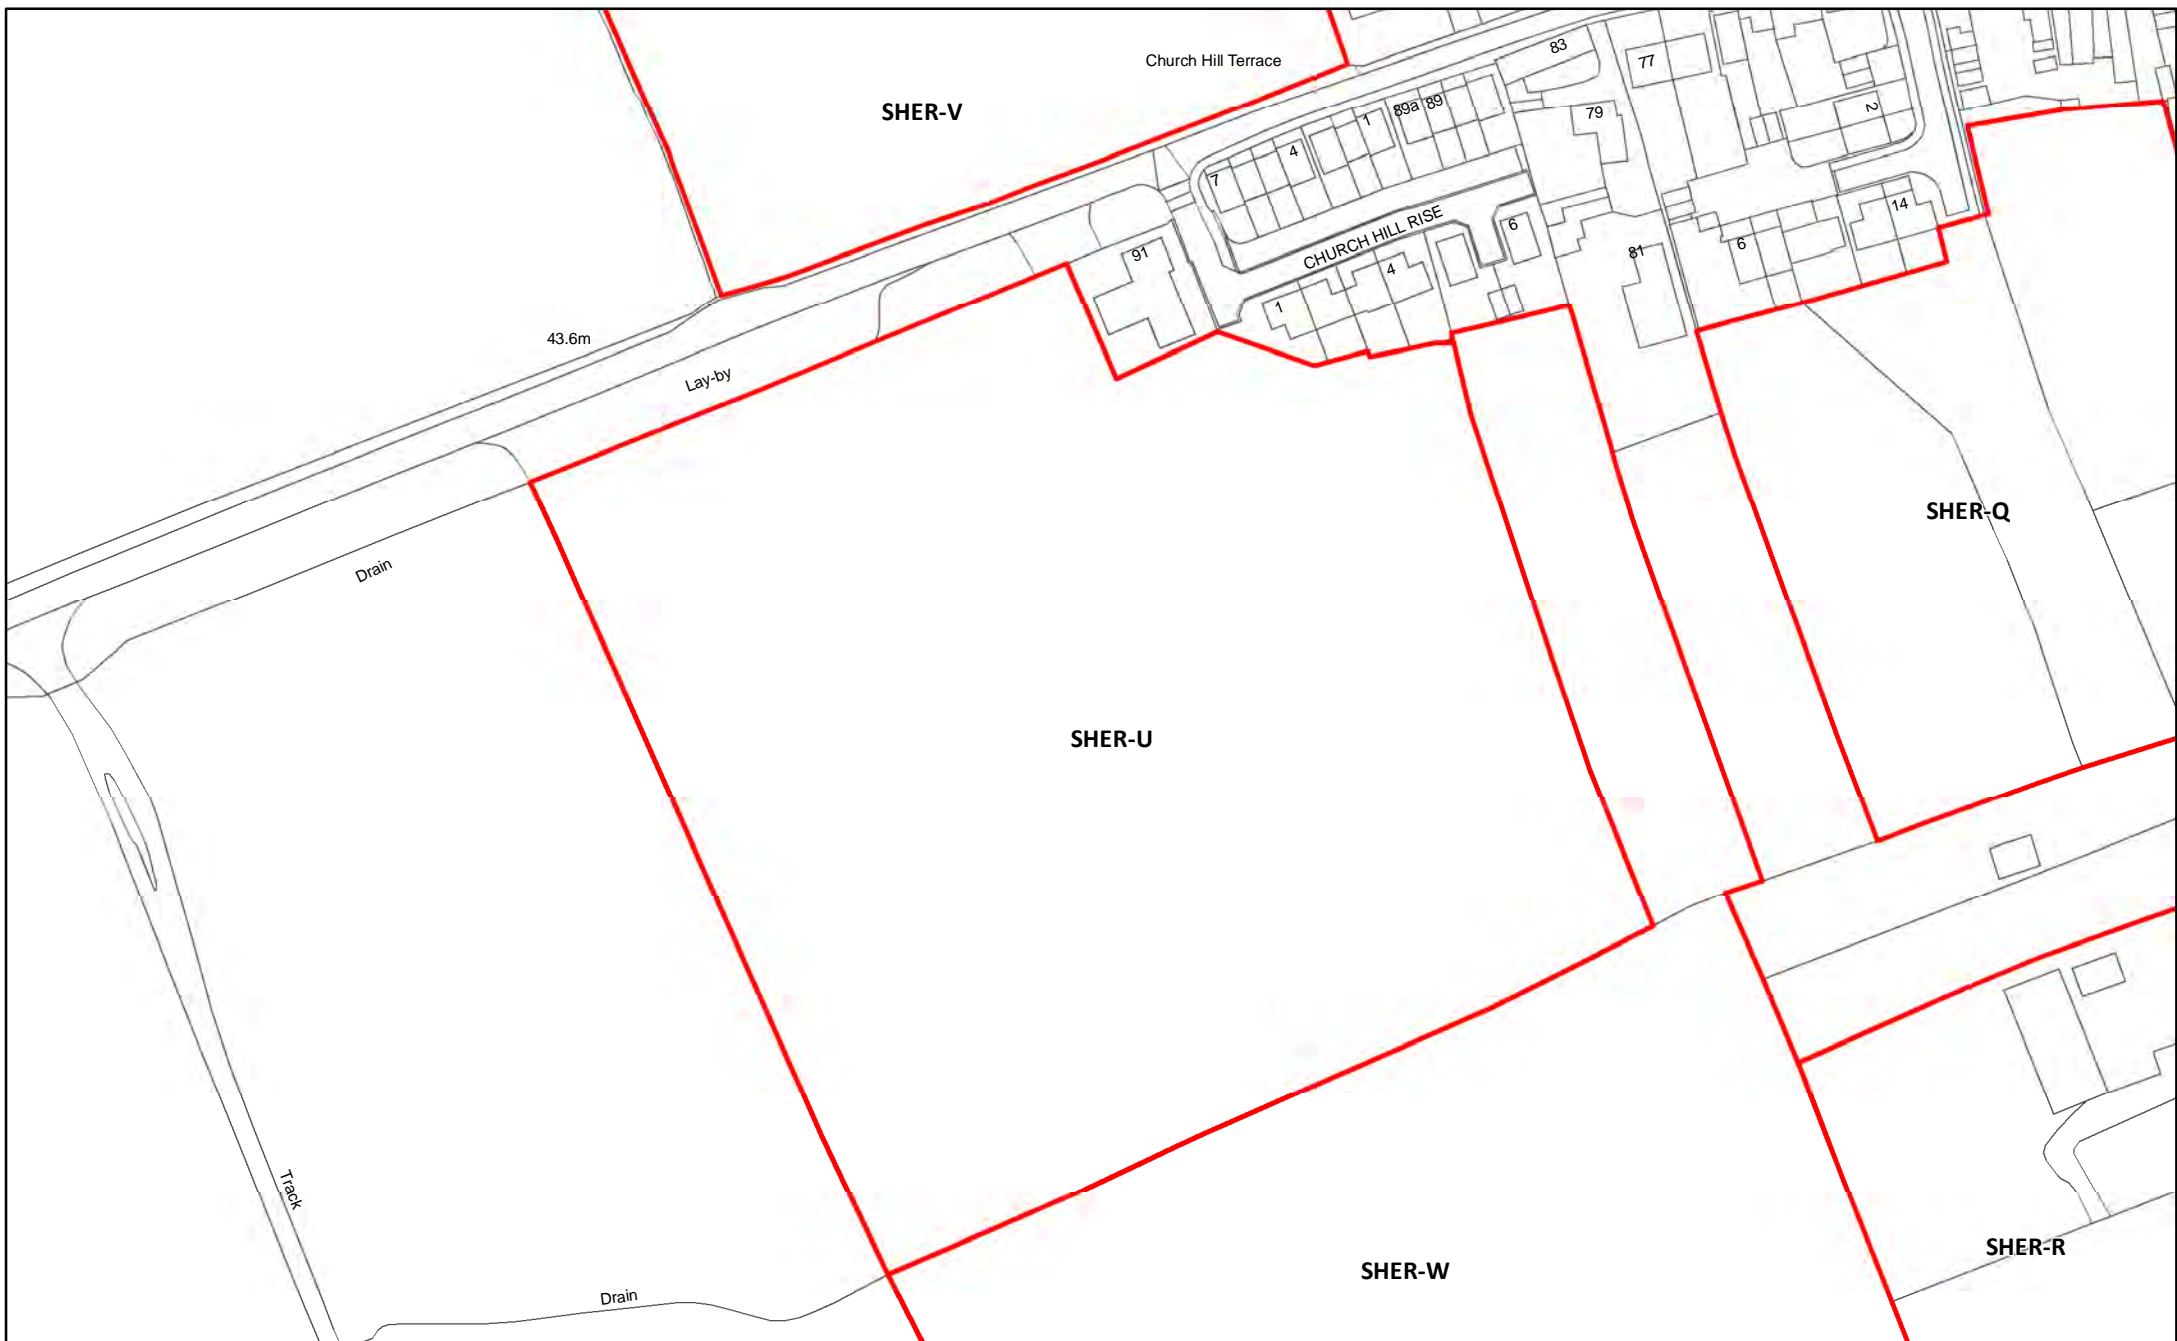 Church Hill Terrace
SHER-V
83
77
79
2
89a
89
1
4
7
CHURCH HILL RISE
6
14
91
81
6
4
1
43.6m
Lay-by
Drain
SHER-Q
SHER-U
Track
SHER-R
SHER-W
Drain